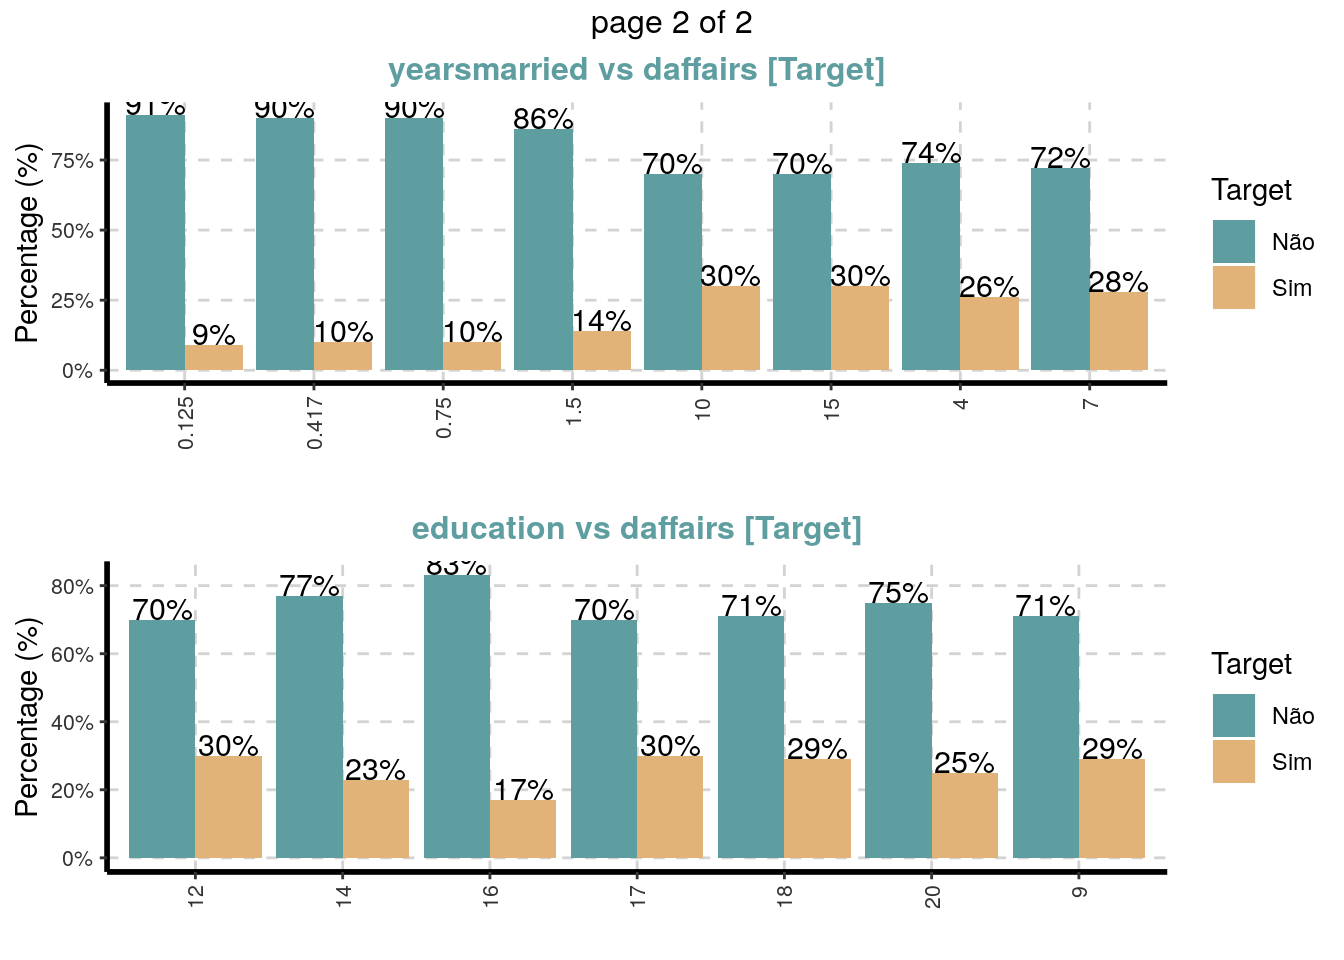 page 2 of 2
yearsmarried vs daffairs [Target]
Percentage (%)
75%
50%
25%
0%
91% 9% 90% 10% 90% 10% 86% 14% 70% 30% 70% 30% 74% 26% 72% 28%
0.125 0.417 0.75 1.5 10 15 4 7
Target
Não
Sim
education vs daffairs [Target]
Percentage (%)
80%
60%
40%
20%
0%
70% 30% 77% 23% 83% 17% 70% 30% 71% 29% 75% 25% 71% 29%
12 14 16 17 18 20 9
Target
Não
Sim